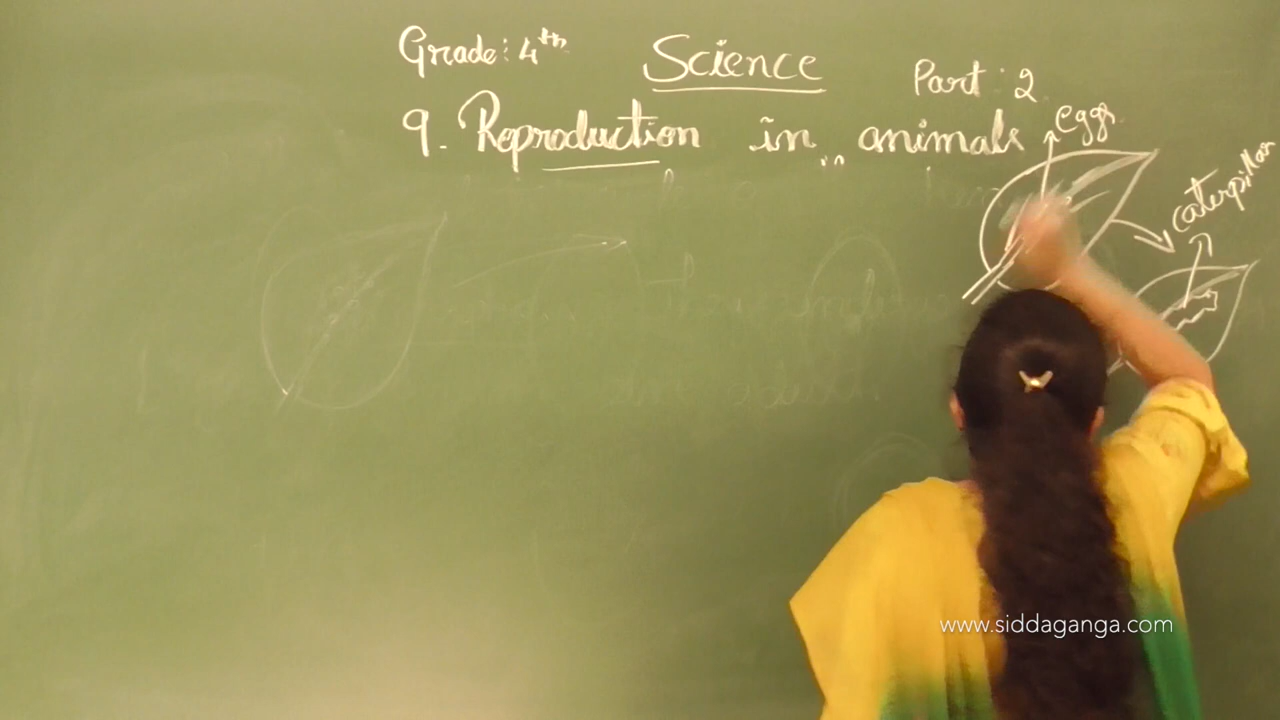 Grade: 4th Science Part: 2
9. Reproduction in animals
eggs
caterpillar
www.siddaganga.com